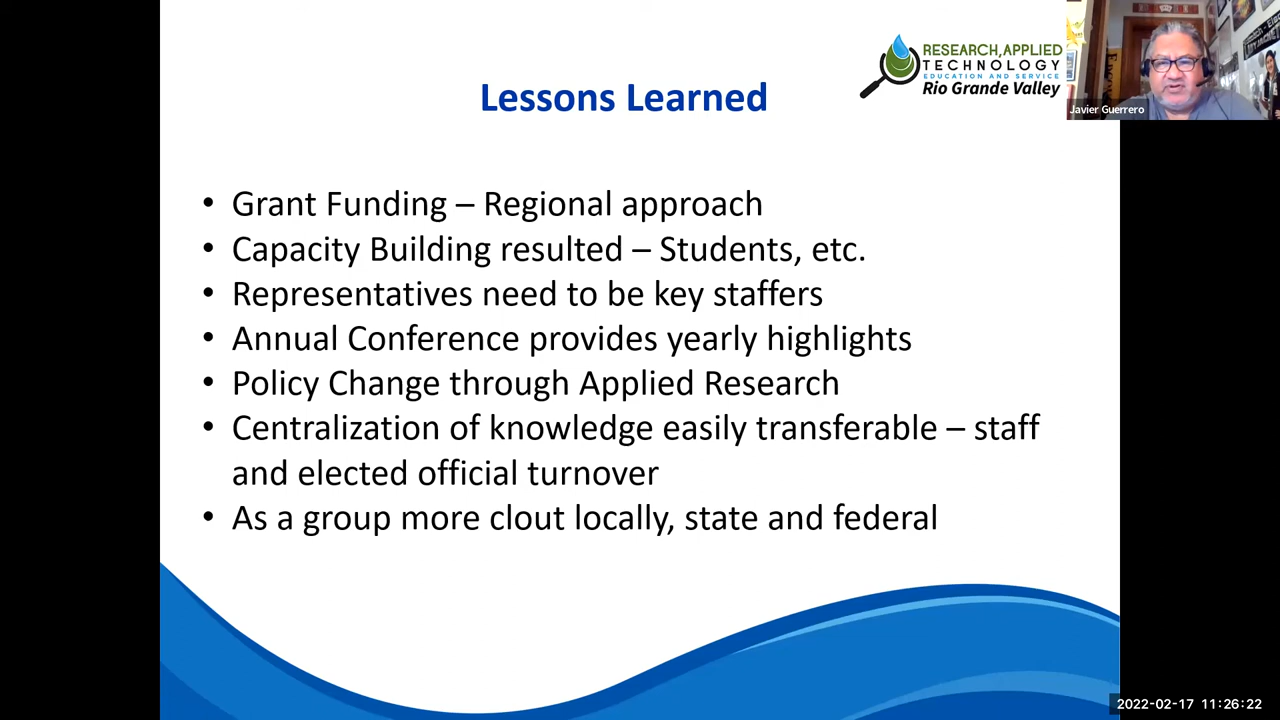 Lessons Learned
RESEARCH, APPLIED
TECHNOLOGY
EDUCATION AND SERVICE
Rio Grande Valley
Javier Guerrero
• Grant Funding – Regional approach
• Capacity Building resulted – Students, etc.
• Representatives need to be key staffers
• Annual Conference provides yearly highlights
• Policy Change through Applied Research
• Centralization of knowledge easily transferable – staff
and elected official turnover
• As a group more clout locally, state and federal
2022-02-17 11:26:22